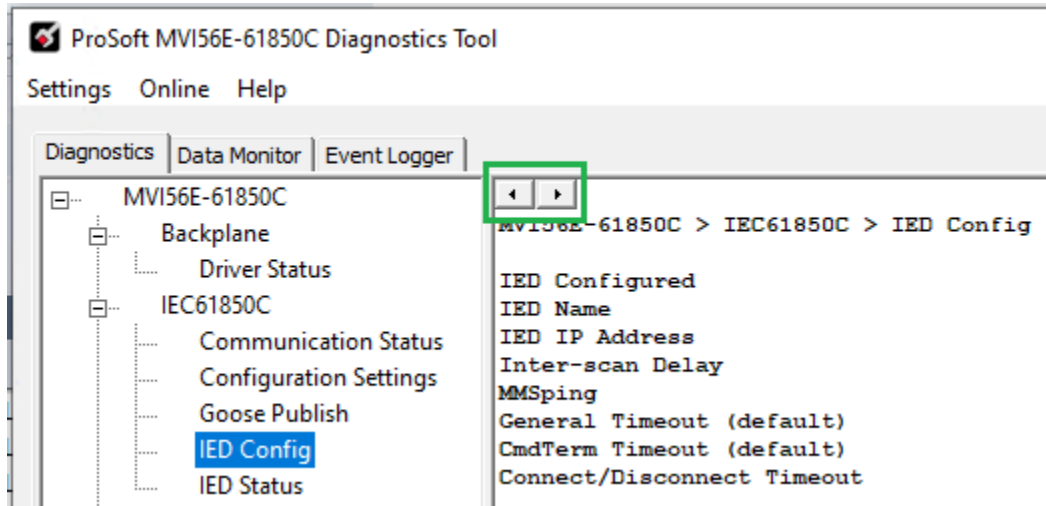 ProSoft MVI56E-61850C Diagnostics Tool
Settings Online Help
Diagnostics Data Monitor Event Logger
MVI56E-61850C
Backplane
Driver Status
IEC61850C
Communication Status
Configuration Settings
Goose Publish
IED Config
IED Status
MVI56E-61850C > IEC61850C > IED Config
IED Configured
IED Name
IED IP Address
Inter-scan Delay
MMSping
General Timeout (default)
CmdTerm Timeout (default)
Connect/Disconnect Timeout